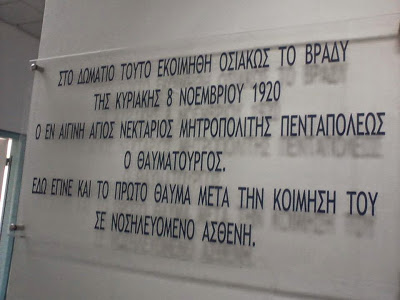 ΣΤΟ ΔΩΜΑΤΙΟ ΤΟΥΤΟ ΕΚΟΙΜΗΘΗ ΟΣΙΑΚΩΣ ΤΟ ΒΡΑΔΥ
ΤΗΣ ΚΥΡΙΑΚΗΣ 8 ΝΟΕΜΒΡΙΟΥ 1920
Ο ΕΝ ΑΙΓΙΝΗ ΑΓΙΟΣ ΝΕΚΤΑΡΙΟΣ ΜΗΤΡΟΠΟΛΙΤΗΣ ΠΕΝΤΑΠΟΛΕΩΣ
Ο ΘΑΥΜΑΤΟΥΡΓΟΣ.
ΕΔΩ ΕΓΙΝΕ ΚΑΙ ΤΟ ΠΡΩΤΟ ΘΑΥΜΑ ΜΕΤΑ ΤΗΝ ΚΟΙΜΗΣΗ ΤΟΥ
ΣΕ ΝΟΣΗΛΕΥΟΜΕΝΟ ΑΣΘΕΝΗ.